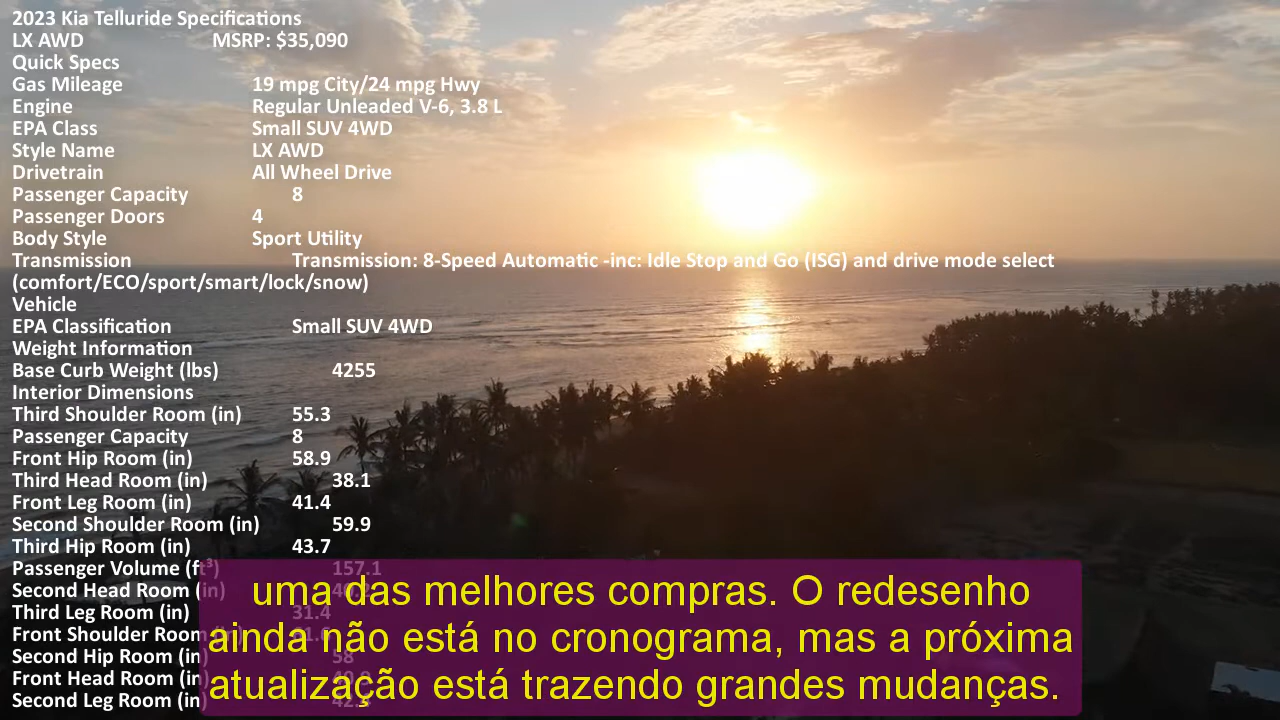 2023 Kia Telluride Specifications
LX AWD MSRP: $35,090
Quick Specs
Gas Mileage 19 mpg City/24 mpg Hwy
Engine Regular Unleaded V-6, 3.8 L
EPA Class Small SUV 4WD
Style Name LX AWD
Drivetrain All Wheel Drive
Passenger Capacity 8
Passenger Doors 4
Body Style Sport Utility
Transmission Transmission: 8-Speed Automatic -inc: Idle Stop and Go (ISG) and drive mode select
(comfort/ECO/sport/smart/lock/snow)
Vehicle
EPA Classification Small SUV 4WD
Weight Information
Base Curb Weight (lbs) 4255
Interior Dimensions
Third Shoulder Room (in) 55.3
Passenger Capacity 8
Front Hip Room (in) 58.9
Third Head Room (in) 38.1
Front Leg Room (in) 41.4
Second Shoulder Room (in) 59.9
Third Hip Room (in) 43.7
Passenger Volume (ft³) 157.1
Second Head Room (in)
Third Leg Room (in) 31.4
Front Shoulder Room (in)
Second Hip Room (in) 58
Front Head Room (in)
Second Leg Room (in)
uma das melhores compras. O redesenho
ainda não está no cronograma, mas a próxima
atualização está trazendo grandes mudanças.